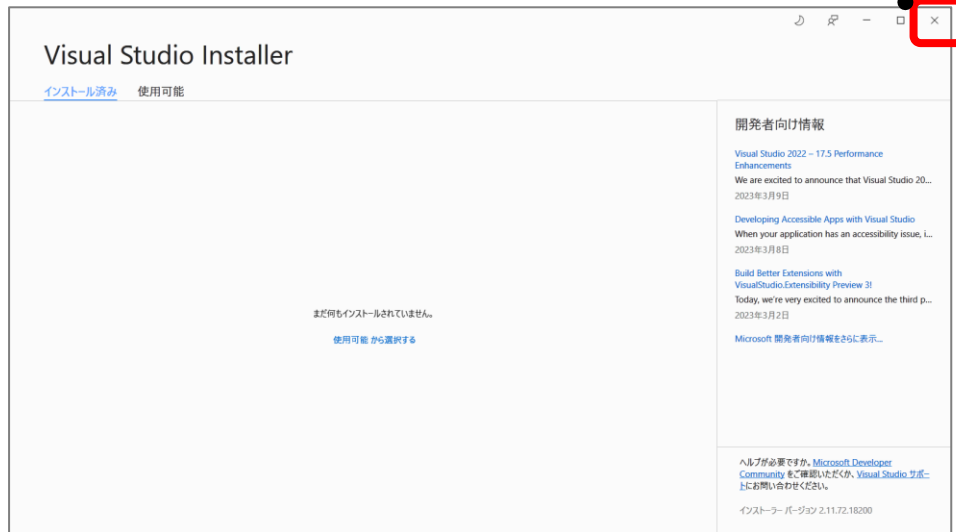 Visual Studio Installer
インストール済み 使用可能
まだ何もインストールされていません。
使用可能 から選択する
開発者向け情報
Visual Studio 2022 – 17.5 Performance
Enhancements
We are excited to announce that Visual Studio 20...
2023年3月9日
Developing Accessible Apps with Visual Studio
When your application has an accessibility issue, i...
2023年3月8日
Build Better Extensions with
VisualStudio.Extensibility Preview 3!
Today, we're very excited to announce the third p...
2023年3月2日
Microsoft 開発者向け情報をさらに表示...
ヘルプが必要ですか。Microsoft Developer
Community をご確認いただくか、Visual Studio サポー
トにお問い合わせください。
インストーラー バージョン 2.11.72.18200